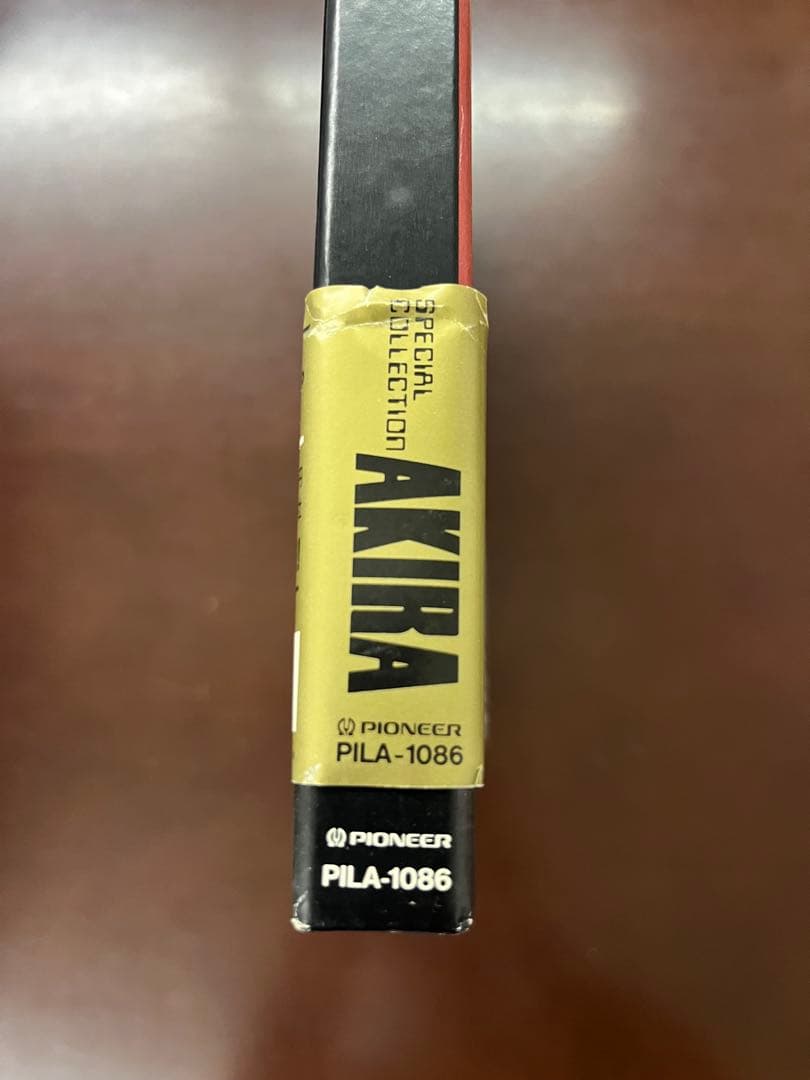 SPECIAL
COLLECTION
AKIRA
PIONEER
PILA-1086
PIONEER
PILA-1086